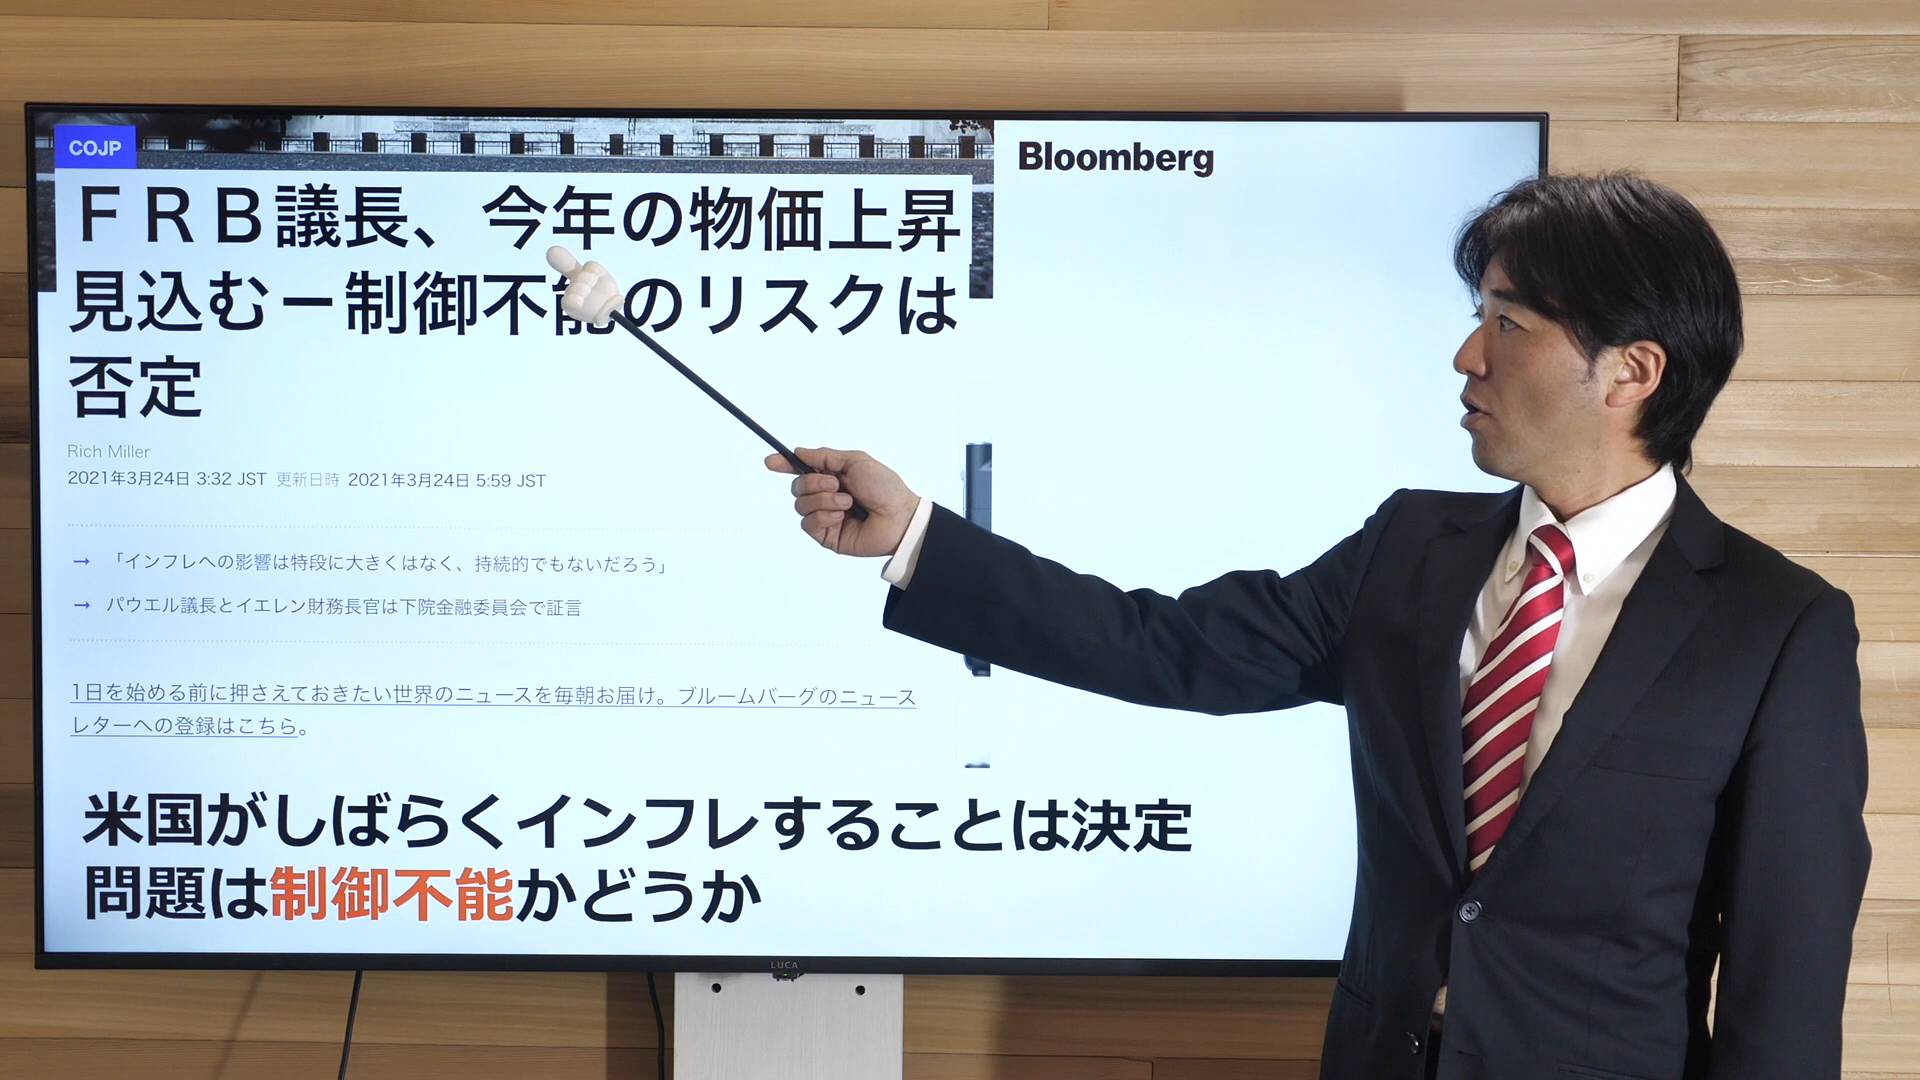 COJP
Bloomberg
ＦＲＢ議長、今年の物価上昇
見込む－制御不能のリスクは
否定
Rich Miller
2021年3月24日 3:32 JST 更新日時 2021年3月24日 5:59 JST
→ 「インフレへの影響は特段に大きくはなく、持続的でもないだろう」
→ パウエル議長とイエレン財務長官は下院金融委員会で証言
1日を始める前に押さえておきたい世界のニュースを毎朝お届け。ブルームバーグのニュース
レターへの登録はこちら。
米国がしばらくインフレすることは決定
問題は制御不能かどうか
LUCA